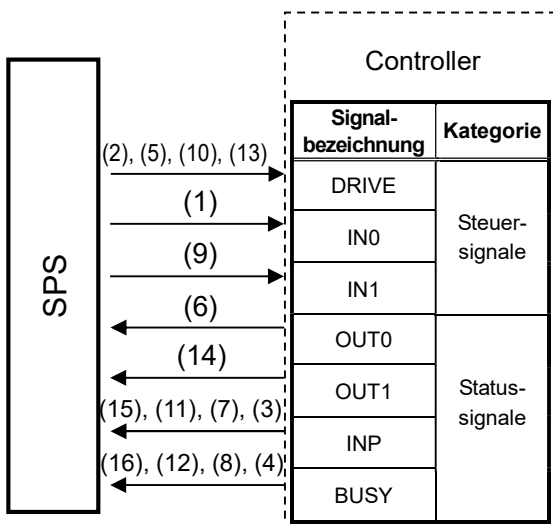 Controller
Signal-
bezeichnung
Kategorie
SPS
(2), (5), (10), (13)
DRIVE
(1)
IN0
Steuer-
signale
(9)
IN1
(6)
OUT0
(14)
OUT1
Status-
signale
(15), (11), (7), (3)
INP
(16), (12), (8), (4)
BUSY